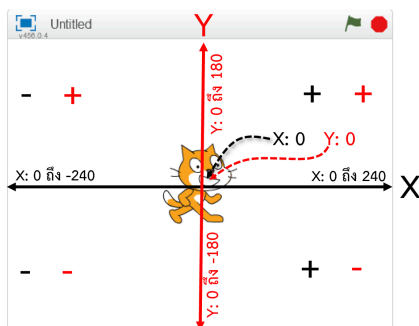 Untitled
v456.0.4
Y
- + + +
Y: 0 ถึง 180
X: 0 Y: 0
X: 0 ถึง -240
X: 0 ถึง 240
X
Y: 0 ถึง -180
- - + -